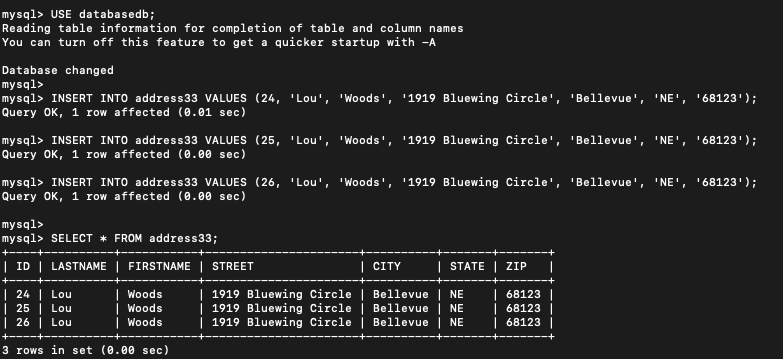 mysql> USE databasedb;
Reading table information for completion of table and column names
You can turn off this feature to get a quicker startup with -A
Database changed
mysql>
mysql> INSERT INTO address33 VALUES (24, 'Lou', 'Woods', '1919 Bluewing Circle', 'Bellevue', 'NE', '68123');
Query OK, 1 row affected (0.01 sec)
mysql> INSERT INTO address33 VALUES (25, 'Lou', 'Woods', '1919 Bluewing Circle', 'Bellevue', 'NE', '68123');
Query OK, 1 row affected (0.00 sec)
mysql> INSERT INTO address33 VALUES (26, 'Lou', 'Woods', '1919 Bluewing Circle', 'Bellevue', 'NE', '68123');
Query OK, 1 row affected (0.00 sec)
mysql>
mysql> SELECT * FROM address33;
+----+----------+-----------+----------------------+----------+-------+-------+
| ID | LASTNAME | FIRSTNAME | STREET               | CITY     | STATE | ZIP   |
+----+----------+-----------+----------------------+----------+-------+-------+
| 24 | Lou      | Woods     | 1919 Bluewing Circle | Bellevue | NE    | 68123 |
| 25 | Lou      | Woods     | 1919 Bluewing Circle | Bellevue | NE    | 68123 |
| 26 | Lou      | Woods     | 1919 Bluewing Circle | Bellevue | NE    | 68123 |
+----+----------+-----------+----------------------+----------+-------+-------+
3 rows in set (0.00 sec)